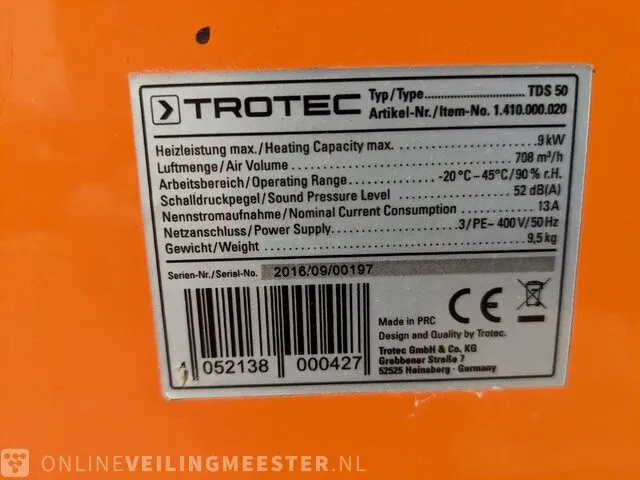 TROTEC
Typ/Type.......................... TDS 50
Artikel-Nr./Item-No. 1.410.000.020
Heizleistung max./Heating Capacity max. ..........................9 kW
Luftmenge/Air Volume .......................... 708 m³/h
Arbeitsbereich/Operating Range.................. -20 °C – 45°C/90% r.H.
Schalldruckpegel/Sound Pressure Level .......................... 52 dB(A)
Nennstromaufnahme/Nominal Current Consumption .................. 13 A
Netzanschluss/Power Supply.......................... 3/PE~ 400 V/50 Hz
Gewicht/Weight .......................... 9,5 kg
Serien-Nr./Serial-No. 2016/09/00197
4 052138 000427
CE
Made in PRC
Design and Quality by Trotec.
Trotec GmbH & Co. KG
Grebbener Straße 7
52525 Heinsberg · Germany
ONLINEVEILINGMEESTER.NL